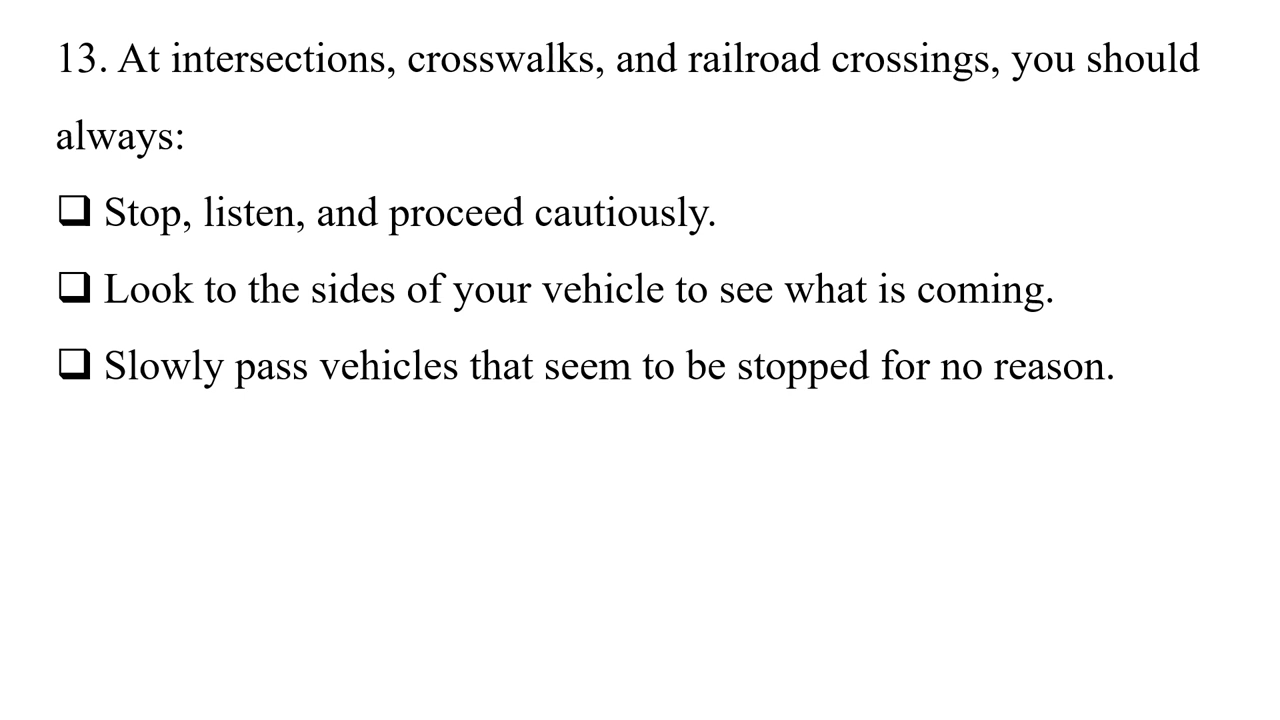 13. At intersections, crosswalks, and railroad crossings, you should
always:
❑ Stop, listen, and proceed cautiously.
❑ Look to the sides of your vehicle to see what is coming.
❑ Slowly pass vehicles that seem to be stopped for no reason.